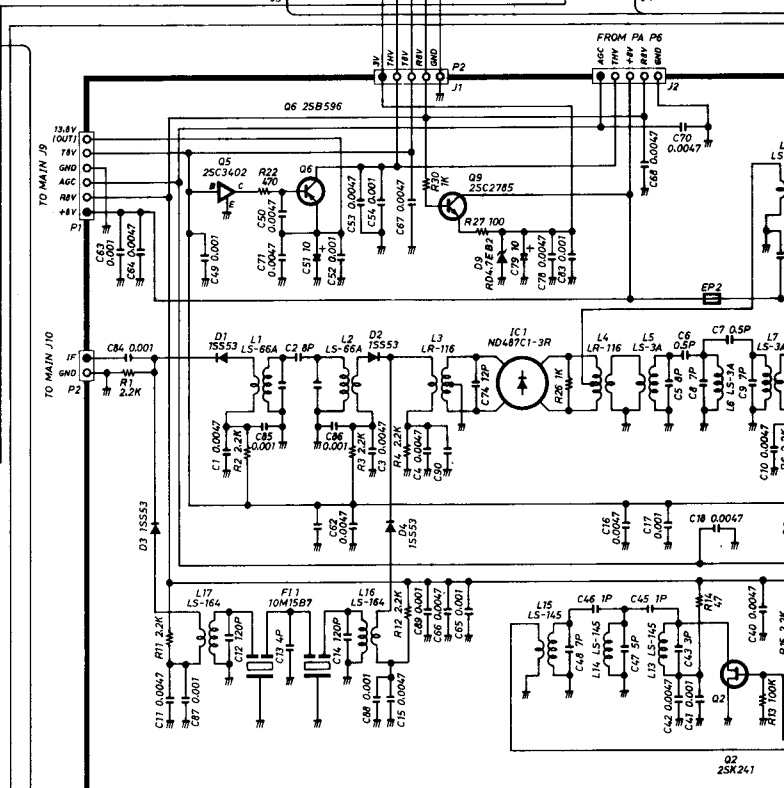 FROM PA P6
3V
THV
T8V
R8V
GND
P2
J1
AGC
THV
+8V
R8V
GND
J2
Q6 2SB596
TO MAIN J9
13.8V
(OUT)
T8V
GND
AGC
R8V
+8V
P1
C63
0.001
C64 0.0047
Q5
2SC3402
B
C
E
R22
470
Q6
C50
0.0047
C71
0.0047
C49 0.001
C51 10
+
C52 0.001
C53 0.0047
C54 0.001
C67 0.0047
R30
1K
Q9
2SC2785
R27 100
D9
RD4.7EB2
C79 10
+
C78 0.0047
C83 0.001
C68 0.0047
C70
0.0047
EP2
TO MAIN J10
IF
GND
P2
C84 0.001
R1
2.2K
D1
1SS53
L1
LS-66A
C2 8P
L2
LS-66A
D2
1SS53
L3
LR-116
C74 12P
IC1
ND487C1-3R
R26 1K
L4
LR-116
L5
LS-3A
C6
0.5P
C7 0.5P
L7
LS-3A
C5 8P
C8 7P
L6 LS-3A
C9 7P
C1 0.0047
R2 2.2K
C85
0.001
C86
0.001
R3 2.2K
C3 0.0047
R4 2.2K
C4 0.0047
C90
C10 0.0047
D3 1SS53
C62
0.0047
D4
1SS53
C16
0.0047
C17
0.001
C18 0.0047
L17
LS-164
FI1
10M15B7
L16
LS-164
R11 2.2K
C12 120P
C13 4P
C14 120P
R12 2.2K
C89 0.001
C66 0.0047
C65 0.001
C11 0.0047
C87 0.001
C88 0.001
C15 0.0047
L15
LS-145
C46 1P
C45 1P
C48 7P
L14 LS-145
C47 5P
L13 LS-145
C43 3P
R14
47
C40 0.0047
C42 0.0047
C41 0.001
Q2
R13 100K
Q2
2SK241